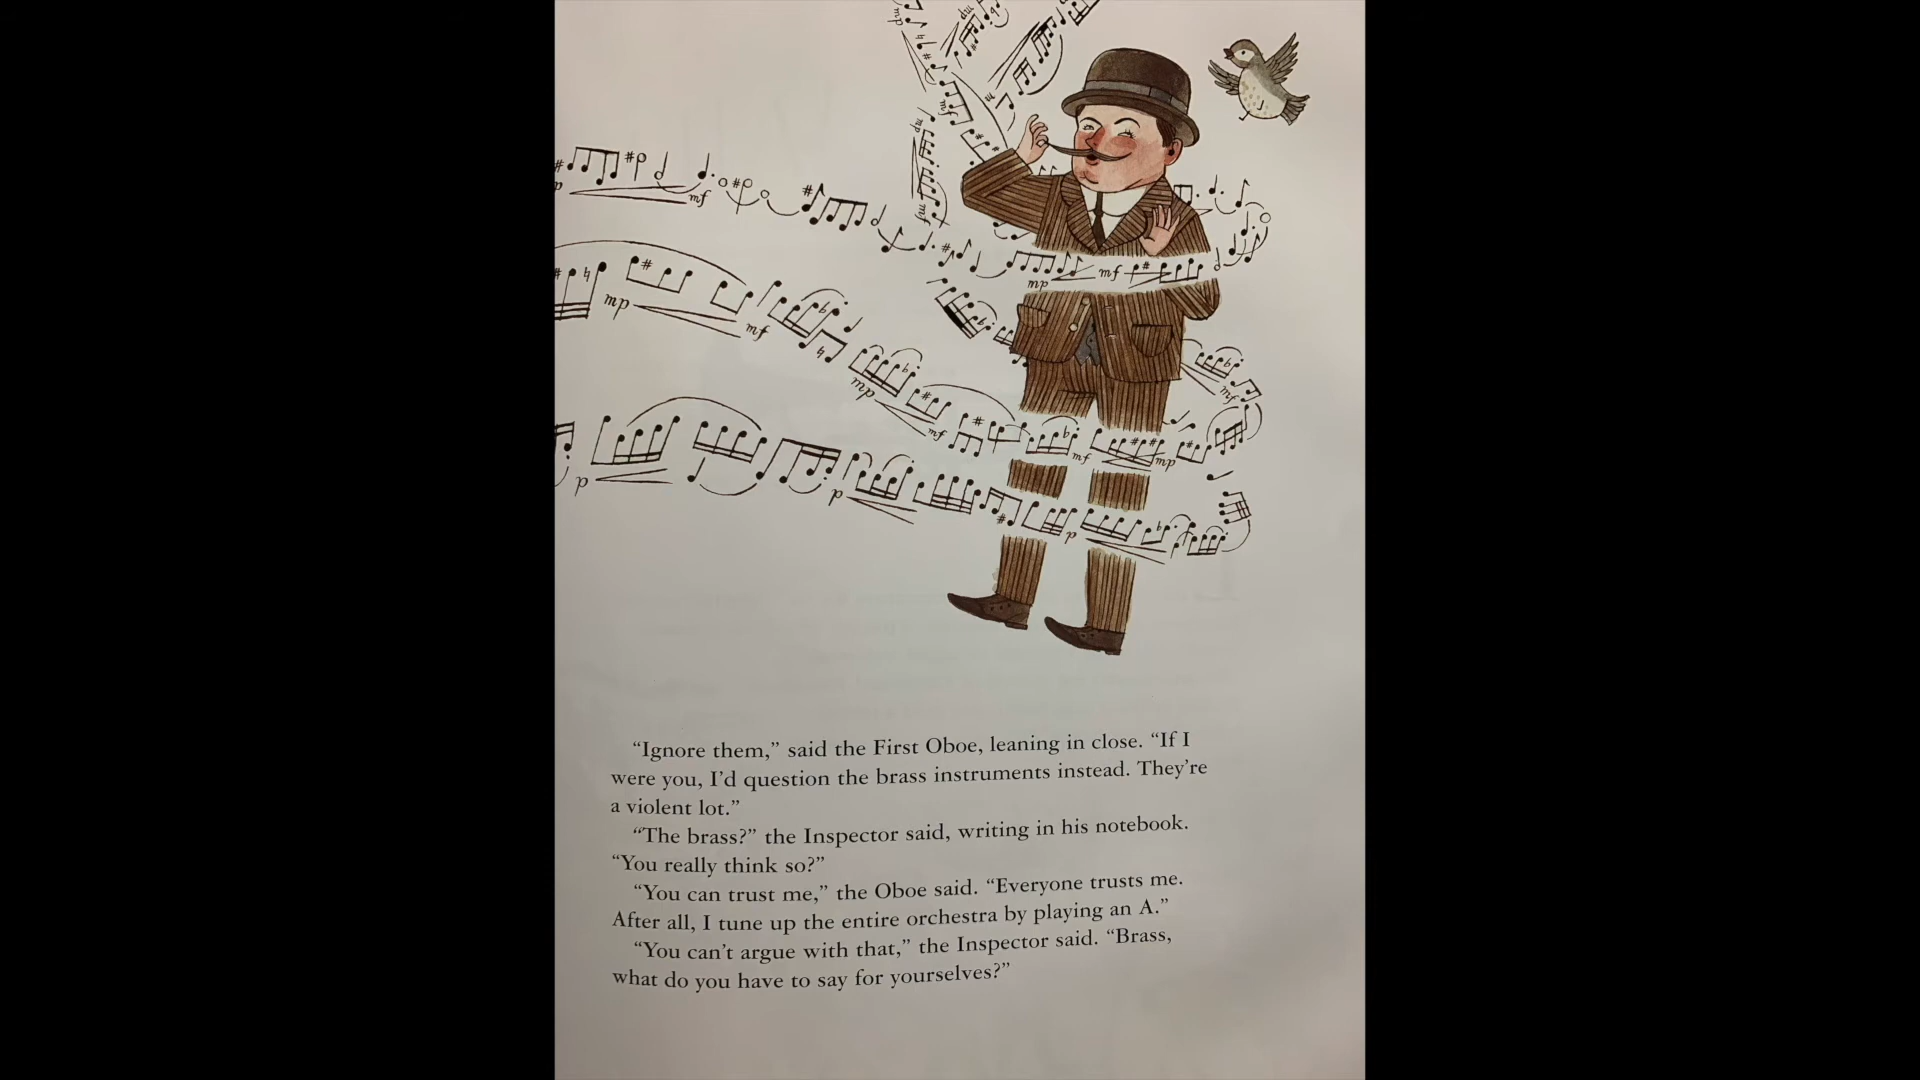 “Ignore them,” said the First Oboe, leaning in close. “If I
were you, I’d question the brass instruments instead. They’re
a violent lot.”
“The brass?” the Inspector said, writing in his notebook.
“You really think so?”
“You can trust me,” the Oboe said. “Everyone trusts me.
After all, I tune up the entire orchestra by playing an A.”
“You can’t argue with that,” the Inspector said. “Brass,
what do you have to say for yourselves?”